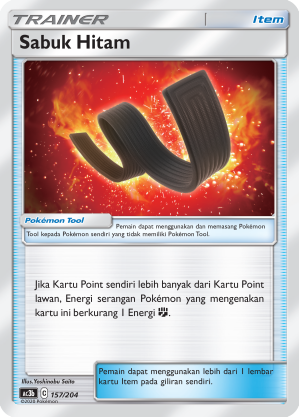 TRAINER
Item
Sabuk Hitam
Pokémon Tool
Pemain dapat menggunakan dan memasang Pokémon
Tool kepada Pokémon sendiri yang tidak memiliki Pokémon Tool.
Jika Kartu Point sendiri lebih banyak dari Kartu Point
lawan, Energi serangan Pokémon yang mengenakan
kartu ini berkurang 1 Energi.
Pemain dapat menggunakan lebih dari 1 lembar
kartu Item pada giliran sendiri.
Illus.Yoshinobu Saito
AC3b C 157/204
©2020 Pokémon